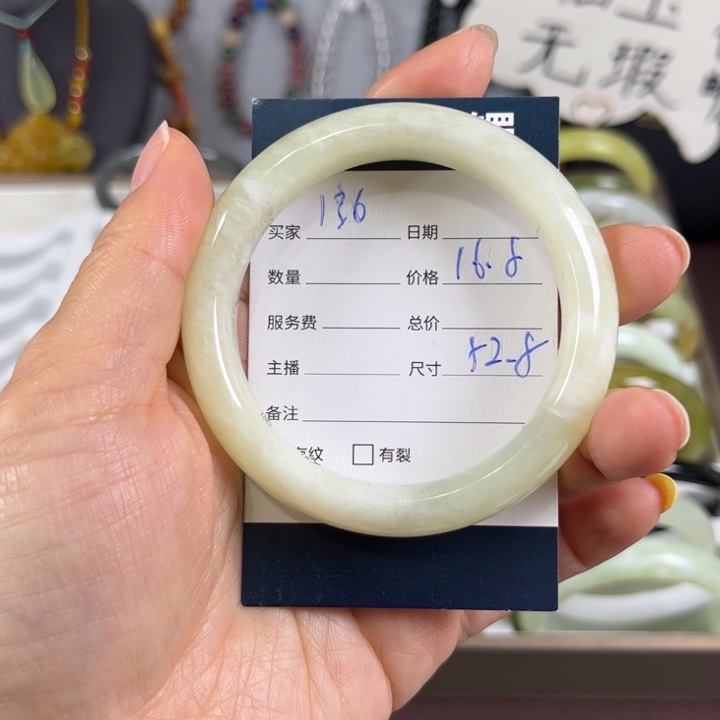 无瑕
136
买家 日期
数量 价格 16.8
服务费 总价
主播 尺寸 52.8
备注
纹 有裂